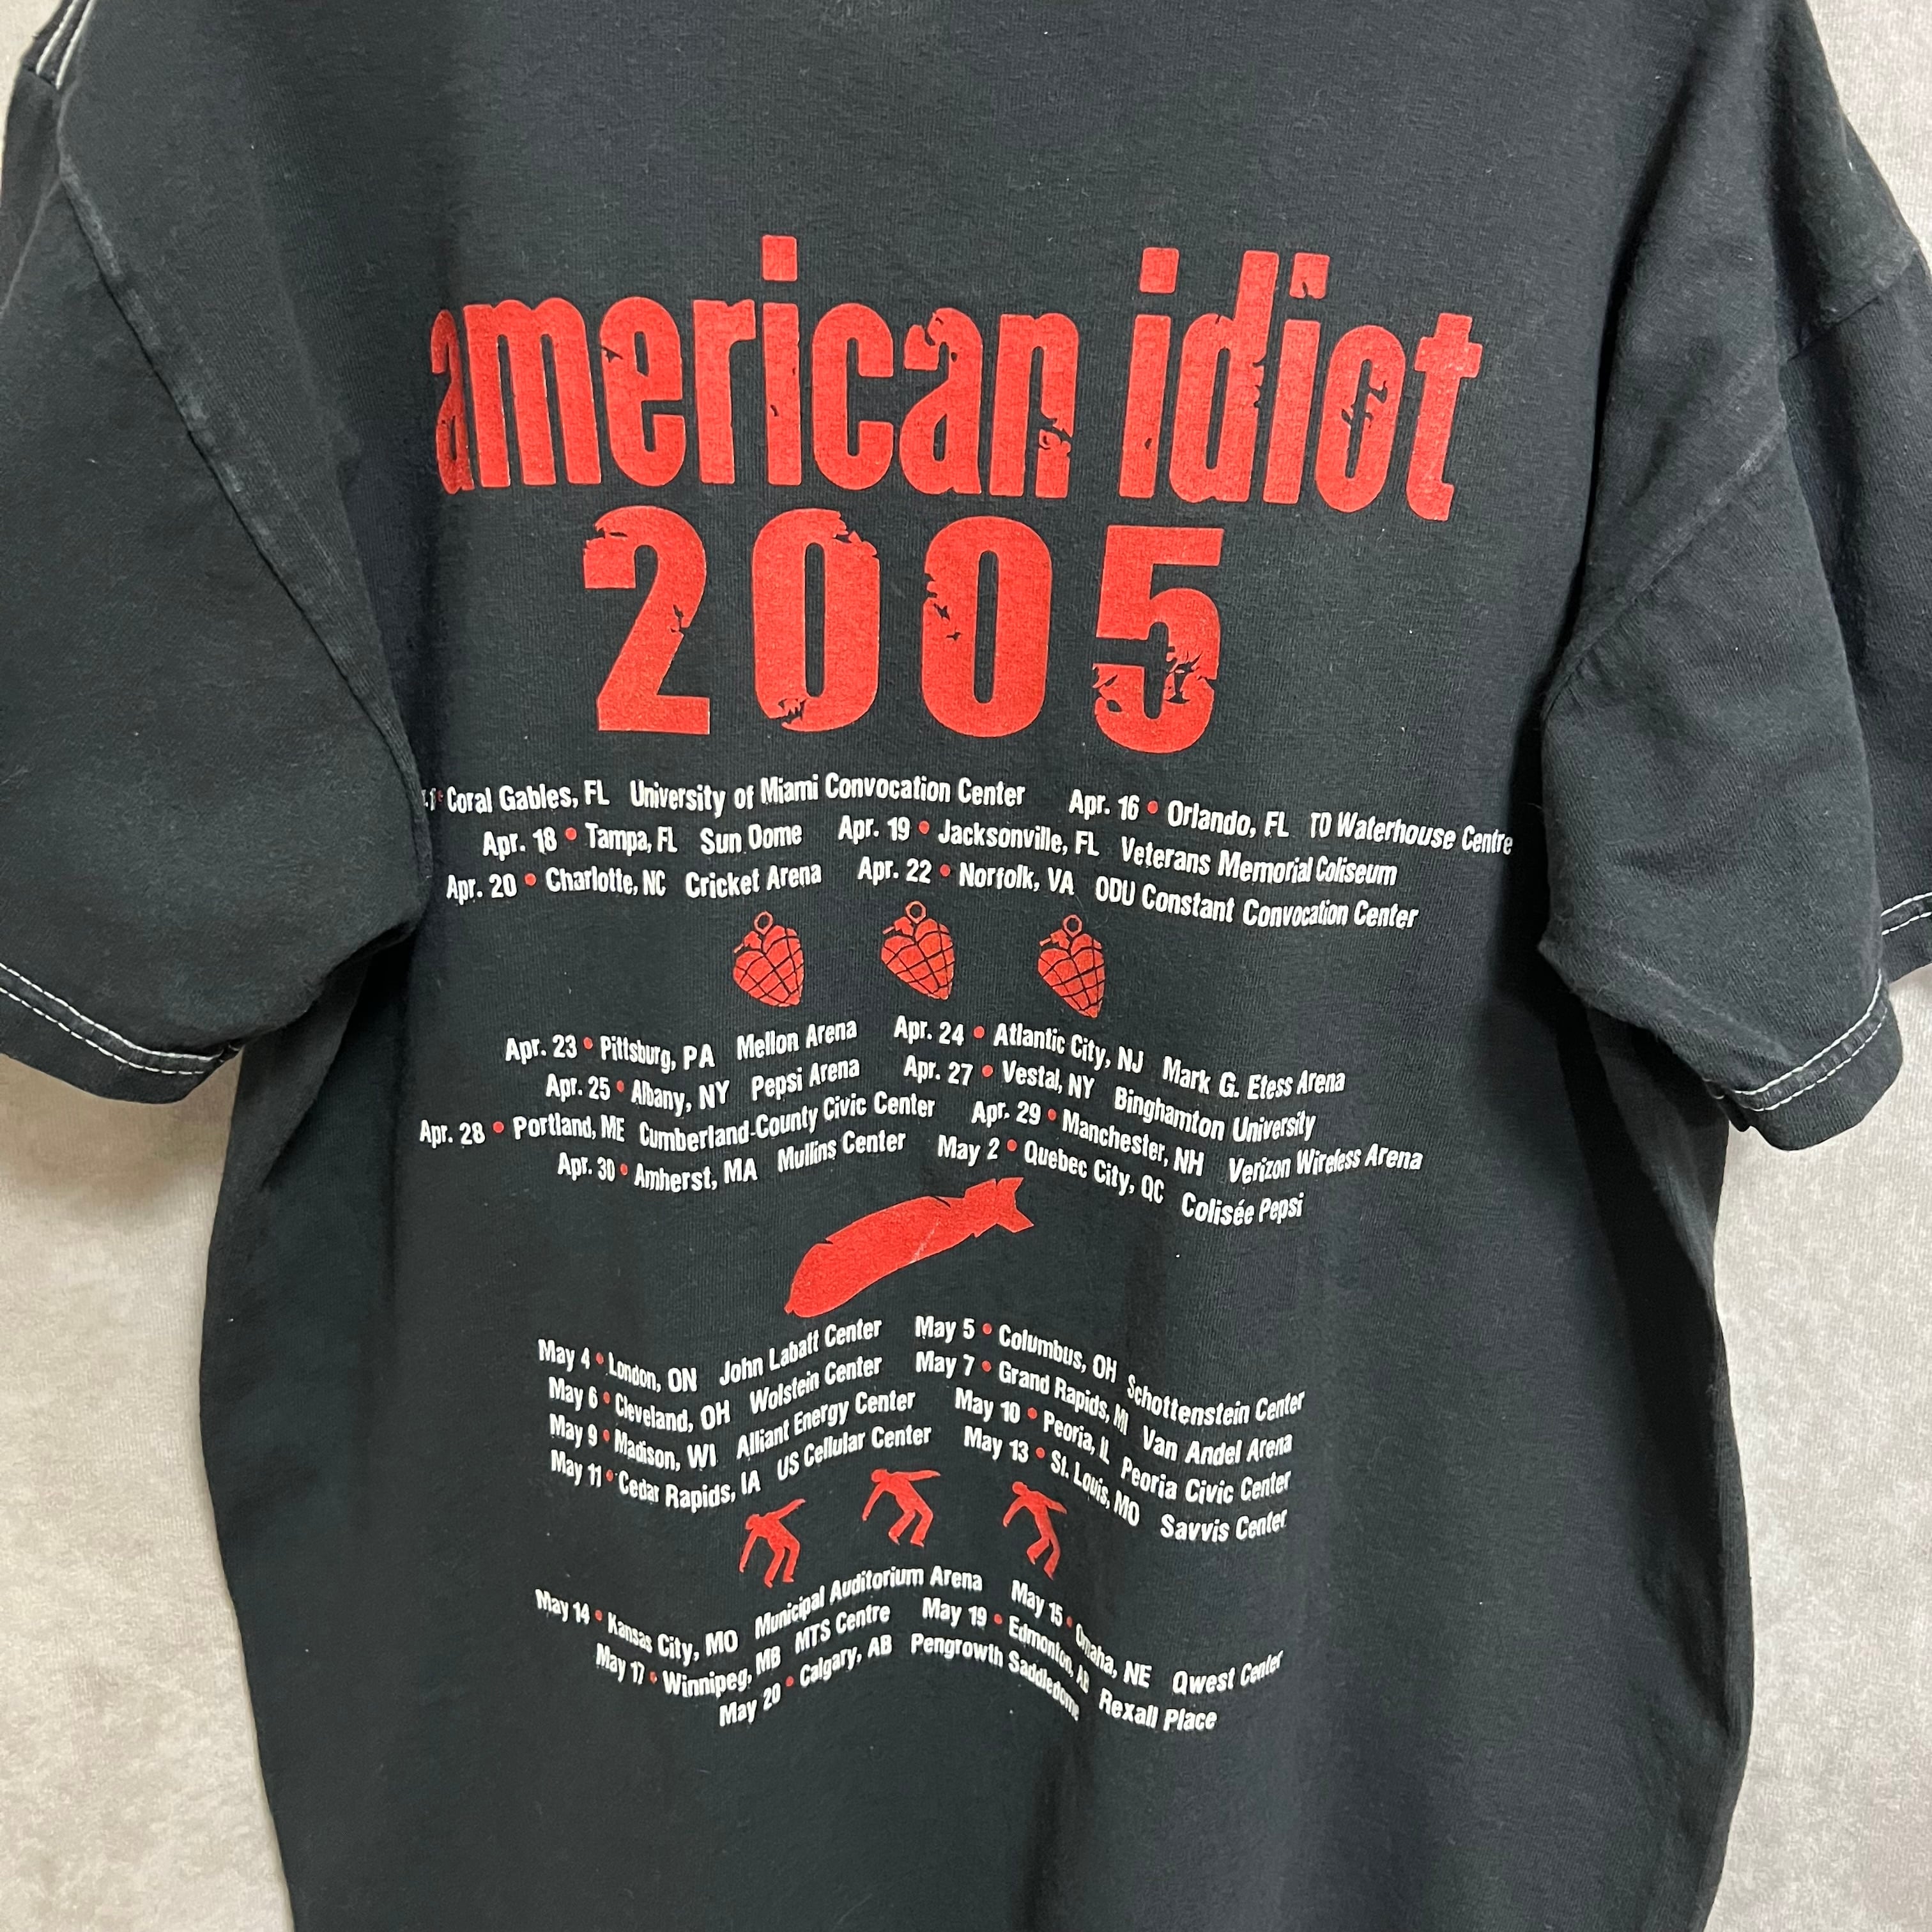 american idiot
2005
Coral Gables, FL University of Miami Convocation Center Apr. 16 • Orlando, FL TD Waterhouse Centre
Apr. 18 • Tampa, FL Sun Dome Apr. 19 • Jacksonville, FL Veterans Memorial Coliseum
Apr. 20 • Charlotte, NC Cricket Arena Apr. 22 • Norfolk, VA ODU Constant Convocation Center
Apr. 23 • Pittsburg, PA Mellon Arena Apr. 24 • Atlantic City, NJ Mark G. Etess Arena
Apr. 25 • Albany, NY Pepsi Arena Apr. 27 • Vestal, NY Binghamton University
Apr. 28 • Portland, ME Cumberland-County Civic Center Apr. 29 • Manchester, NH Verizon Wireless Arena
Apr. 30 • Amherst, MA Mullins Center May 2 • Quebec City, QC Colisée Pepsi
May 4 • London, ON John Labatt Center May 5 • Columbus, OH Schottenstein Center
May 6 • Cleveland, OH Wolstein Center May 7 • Grand Rapids, MI Van Andel Arena
May 9 • Madison, WI Alliant Energy Center May 10 • Peoria, IL Peoria Civic Center
May 11 • Cedar Rapids, IA US Cellular Center May 13 • St. Louis, MO Savvis Center
May 14 • Kansas City, MO Municipal Auditorium Arena May 15 • Omaha, NE Qwest Center
May 17 • Winnipeg, MB MTS Centre May 19 • Edmonton, AB Rexall Place
May 20 • Calgary, AB Pengrowth Saddledome